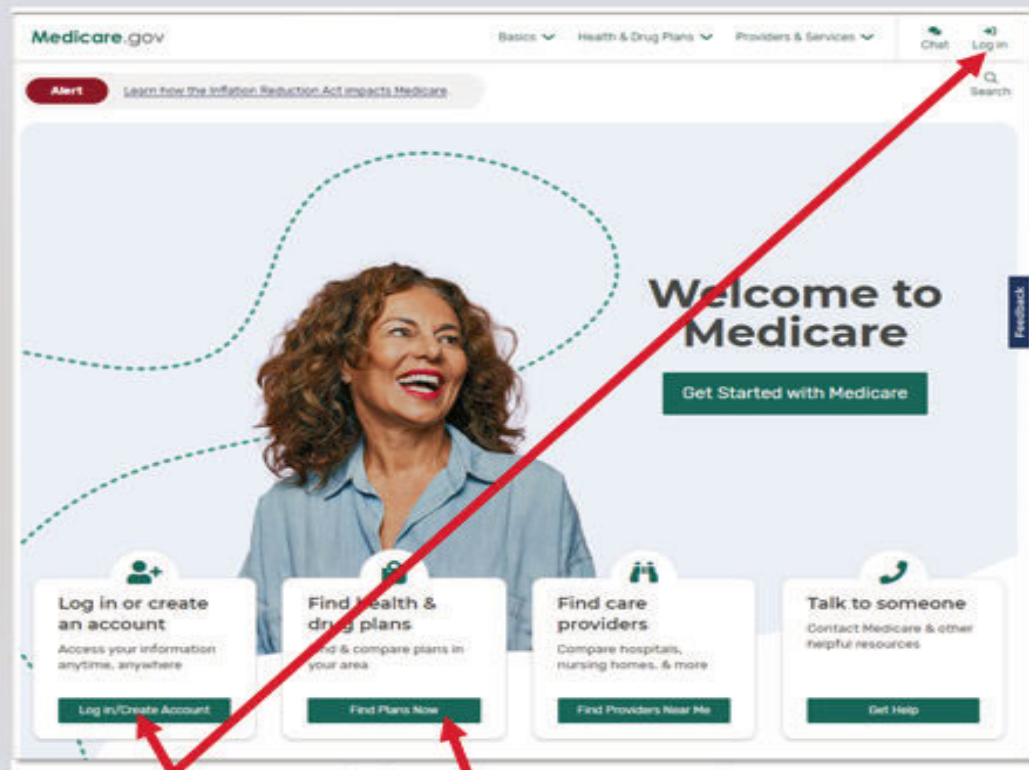 Medicare.gov
Basics Health & Drug Plans Providers & Services Chat Log in
Alert Learn how the Inflation Reduction Act impacts Medicare.
Search
Welcome to
Medicare
Feedback
Get Started with Medicare
Log in or create
an account
Access your information
anytime, anywhere
Log in/Create Account
Find health &
drug plans
& compare plans in
your area
Find Plans Now
Find care
providers
Compare hospitals,
nursing homes, & more
Find Providers Near Me
Talk to someone
Contact Medicare & other
helpful resources
Get Help